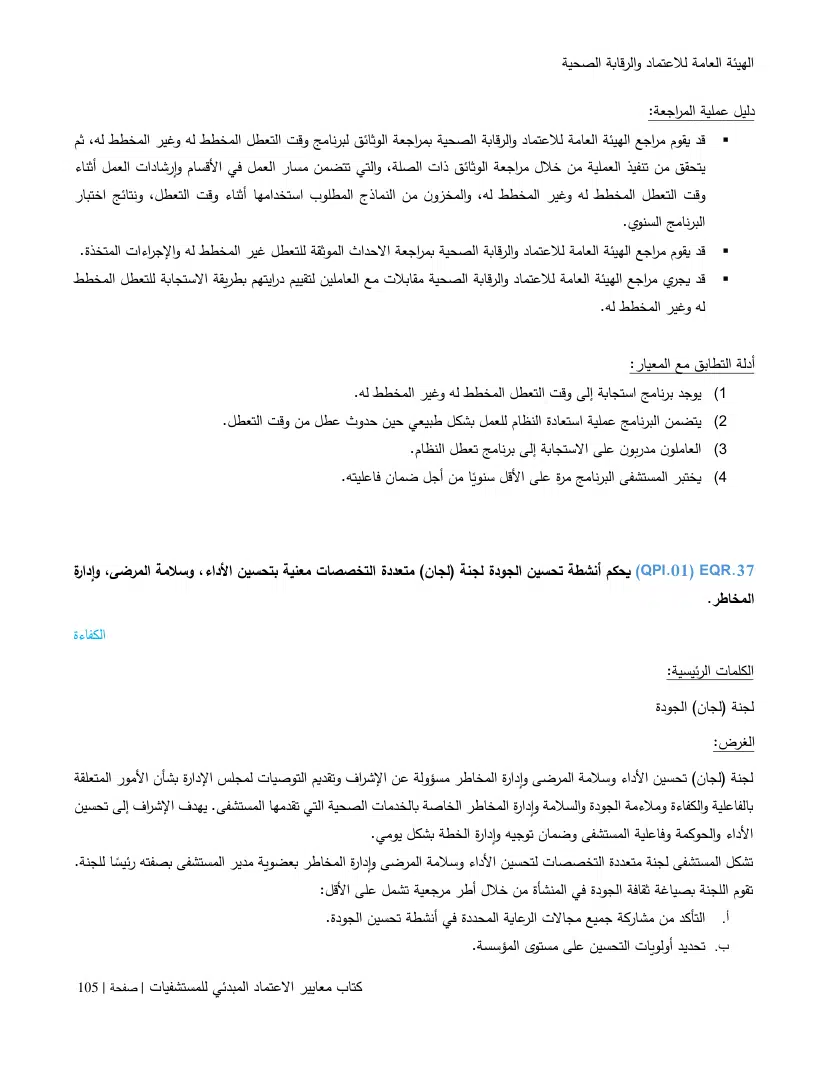 الهيئة العامة للاعتماد والرقابة الصحية
دليل عملية المراجعة:
▪ قد يقوم مراجع الهيئة العامة للاعتماد والرقابة الصحية بمراجعة الوثائق لبرنامج وقت التعطل المخطط له وغير المخطط له، ثم
يتحقق من تنفيذ العملية من خلال مراجعة الوثائق ذات الصلة، والتي تتضمن مسار العمل في الأقسام وإرشادات العمل أثناء
وقت التعطل المخطط له وغير المخطط له، والمخزون من النماذج المطلوب استخدامها أثناء وقت التعطل، ونتائج اختبار
البرنامج السنوي.
▪ قد يقوم مراجع الهيئة العامة للاعتماد والرقابة الصحية بمراجعة الاحداث الموثقة للتعطل غير المخطط له والإجراءات المتخذة.
▪ قد يجري مراجع الهيئة العامة للاعتماد والرقابة الصحية مقابلات مع العاملين لتقييم درايتهم بطريقة الاستجابة للتعطل المخطط
له وغير المخطط له.
أدلة التطابق مع المعيار:
1) يوجد برنامج استجابة إلى وقت التعطل المخطط له وغير المخطط له.
2) يتضمن البرنامج عملية استعادة النظام للعمل بشكل طبيعي حين حدوث عطل من وقت التعطل.
3) العاملون مدربون على الاستجابة إلى برنامج تعطل النظام.
4) يختبر المستشفى البرنامج مرة على الأقل سنويًا من أجل ضمان فاعليته.
EQR.37 (QPI.01) يحكم أنشطة تحسين الجودة لجنة (لجان) متعددة التخصصات معنية بتحسين الأداء، وسلامة المرضى، وإدارة
المخاطر.
الكفاءة
الكلمات الرئيسية:
لجنة (لجان) الجودة
الغرض:
لجنة (لجان) تحسين الأداء وسلامة المرضى وإدارة المخاطر مسؤولة عن الإشراف وتقديم التوصيات لمجلس الإدارة بشأن الأمور المتعلقة
بالفاعلية والكفاءة وملاءمة الجودة والسلامة وإدارة المخاطر الخاصة بالخدمات الصحية التي تقدمها المستشفى. يهدف الإشراف إلى تحسين
الأداء والحوكمة وفاعلية المستشفى وضمان توجيه وإدارة الخطة بشكل يومي.
تشكل المستشفى لجنة متعددة التخصصات لتحسين الأداء وسلامة المرضى وإدارة المخاطر بعضوية مدير المستشفى بصفته رئيسًا للجنة.
تقوم اللجنة بصياغة ثقافة الجودة في المنشأة من خلال أطر مرجعية تشمل على الأقل:
أ. التأكد من مشاركة جميع مجالات الرعاية المحددة في أنشطة تحسين الجودة.
ب. تحديد أولويات التحسين على مستوى المؤسسة.
كتاب معايير الاعتماد المبدئي للمستشفيات | صفحة | 105